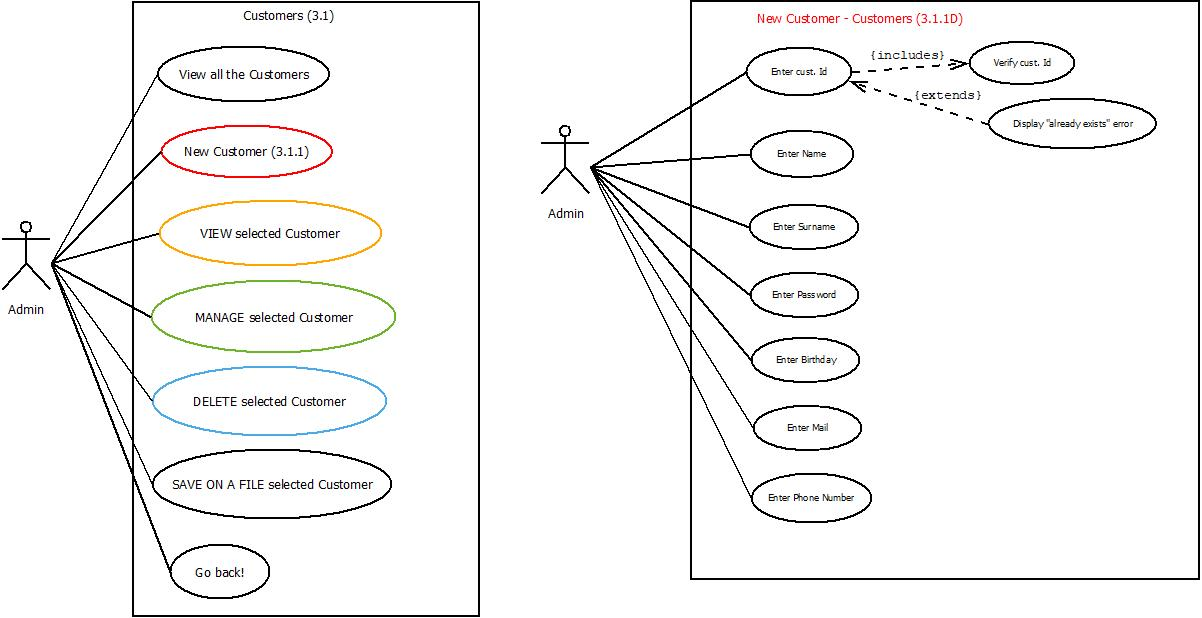 Customers (3.1)
View all the Customers
New Customer (3.1.1)
VIEW selected Customer
MANAGE selected Customer
DELETE selected Customer
SAVE ON A FILE selected Customer
Go back!
Admin
New Customer - Customers (3.1.1D)
Enter cust. Id
{includes}
Verify cust. Id
{extends}
Display "already exists" error
Enter Name
Enter Surname
Enter Password
Enter Birthday
Enter Mail
Enter Phone Number
Admin